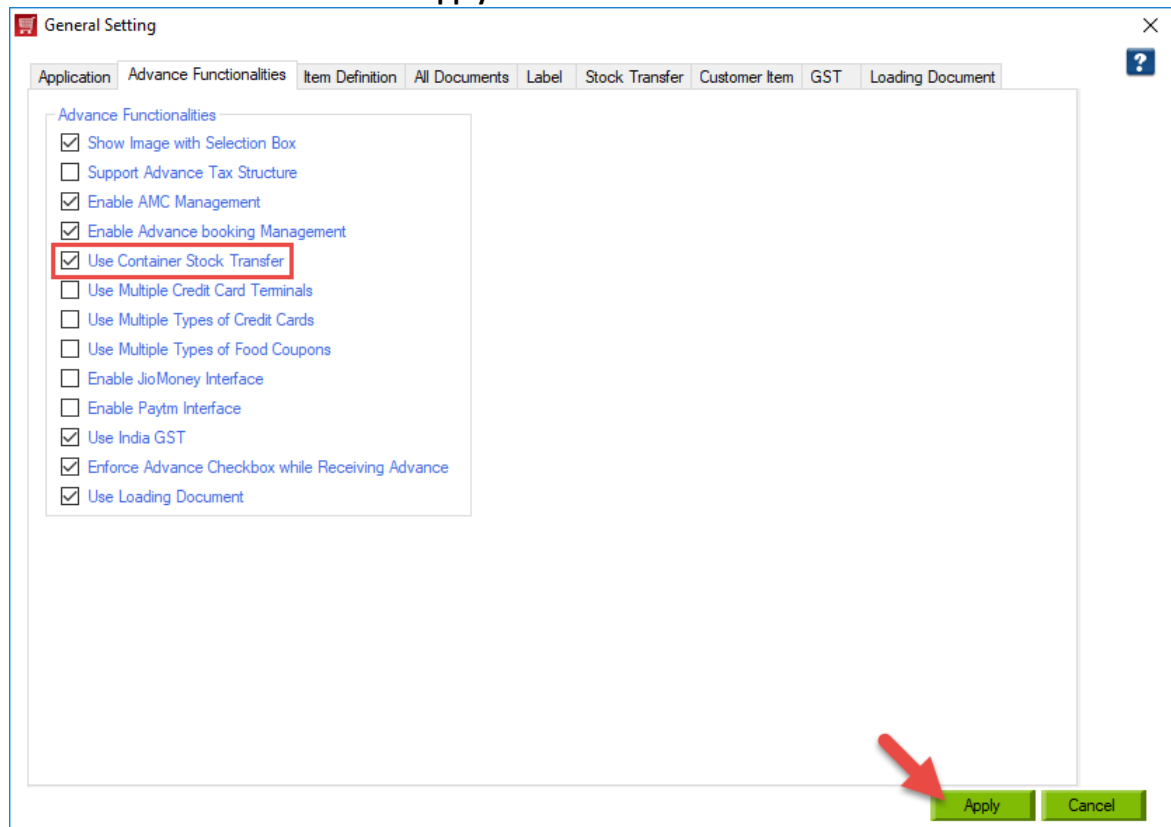 Apply
General Setting
Application Advance Functionalities Item Definition All Documents Label Stock Transfer Customer Item GST Loading Document
?
Advance Functionalities
Show Image with Selection Box
Support Advance Tax Structure
Enable AMC Management
Enable Advance booking Management
Use Container Stock Transfer
Use Multiple Credit Card Terminals
Use Multiple Types of Credit Cards
Use Multiple Types of Food Coupons
Enable JioMoney Interface
Enable Paytm Interface
Use India GST
Enforce Advance Checkbox while Receiving Advance
Use Loading Document
Apply Cancel